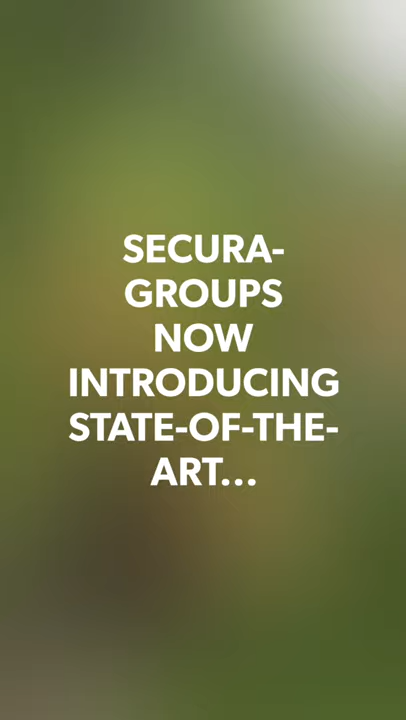 SECURA-
GROUPS
NOW
INTRODUCING
STATE-OF-THE-
ART...